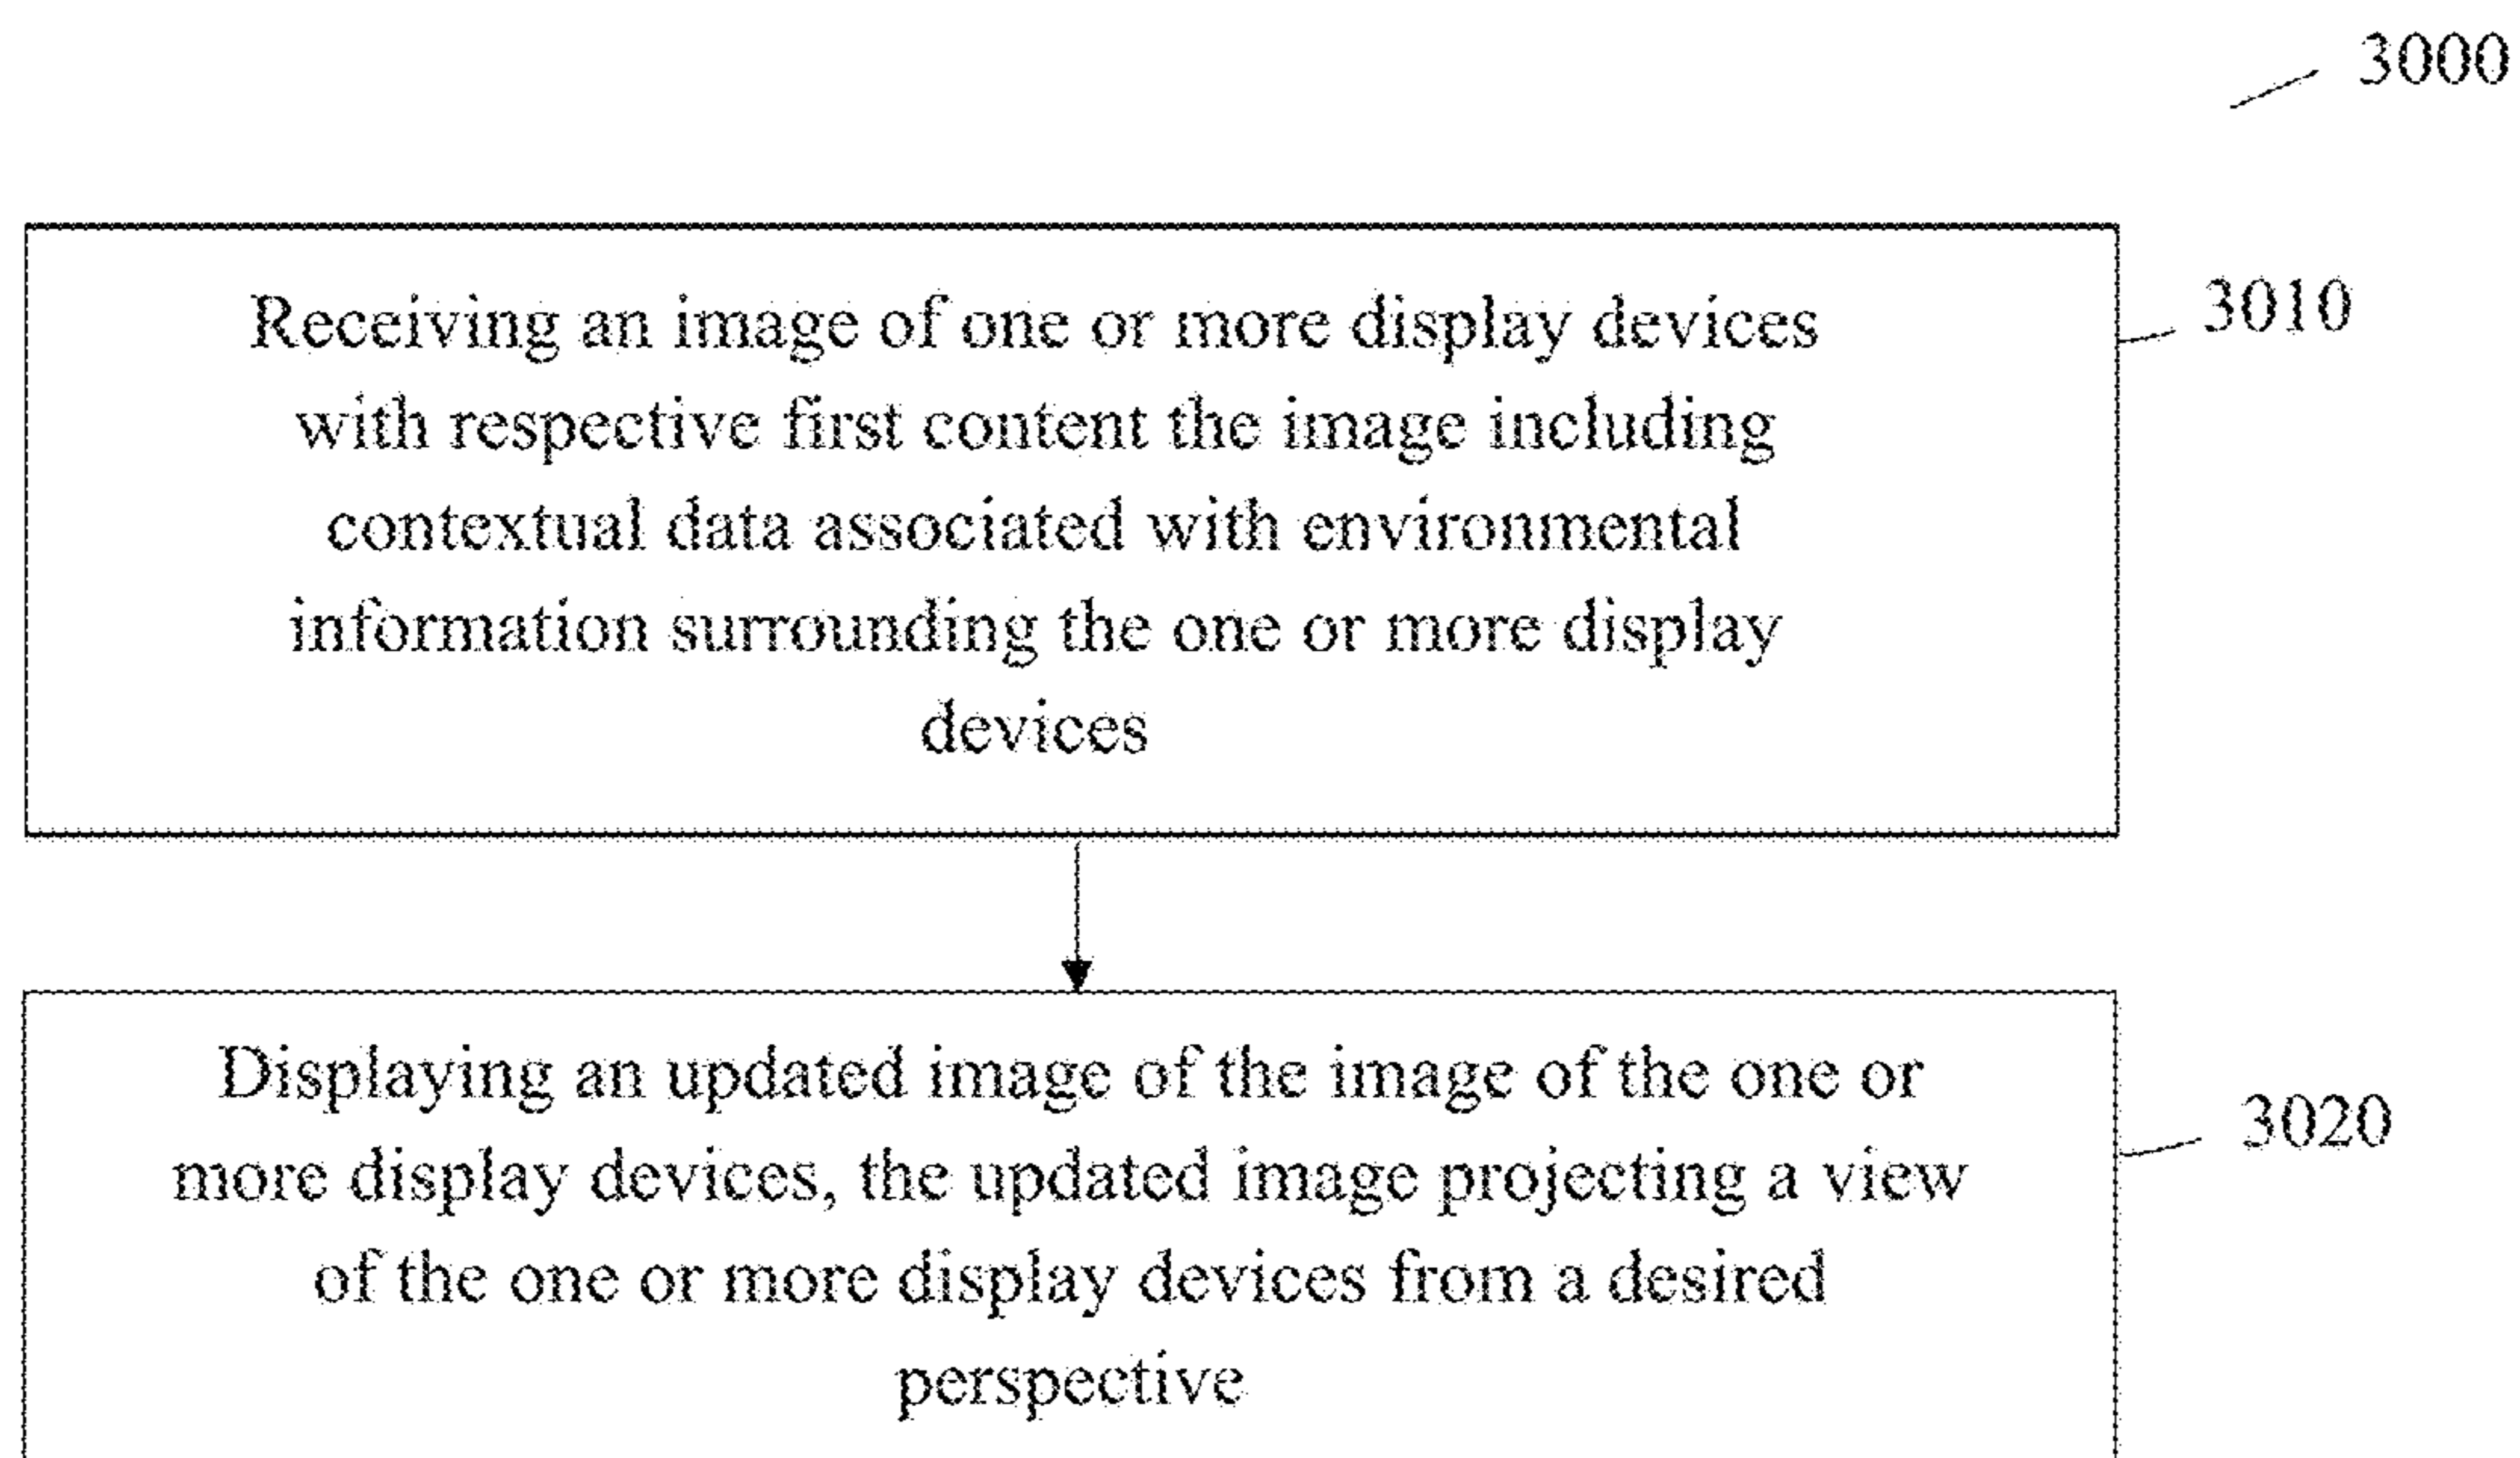 3000
Receiving an image of one or more display devices
3010
with respective first content the image including
contextual data associated with environmental
information surrounding the one or more display
devices
Displaying an updated image of the image of the one or
3020
more display devices, the updated image projecting a view
of the one or more display devices from a desired
perspective